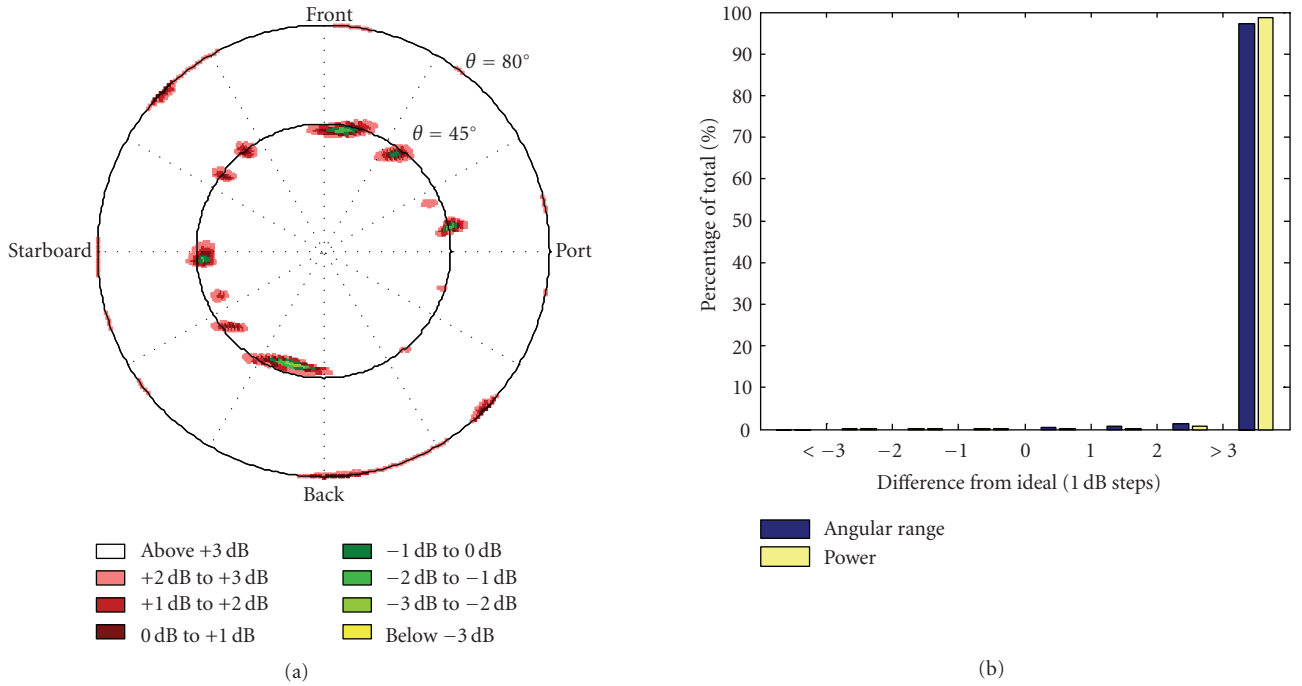 Front
θ = 80°
θ = 45°
Starboard
Port
Back
Above +3 dB
+2 dB to +3 dB
+1 dB to +2 dB
0 dB to +1 dB
−1 dB to 0 dB
−2 dB to −1 dB
−3 dB to −2 dB
Below −3 dB
(a)
100
90
80
70
60
50
40
30
20
10
0
Percentage of total (%)
< −3 −2 −1 0 1 2 > 3
Difference from ideal (1 dB steps)
Angular range
Power
(b)